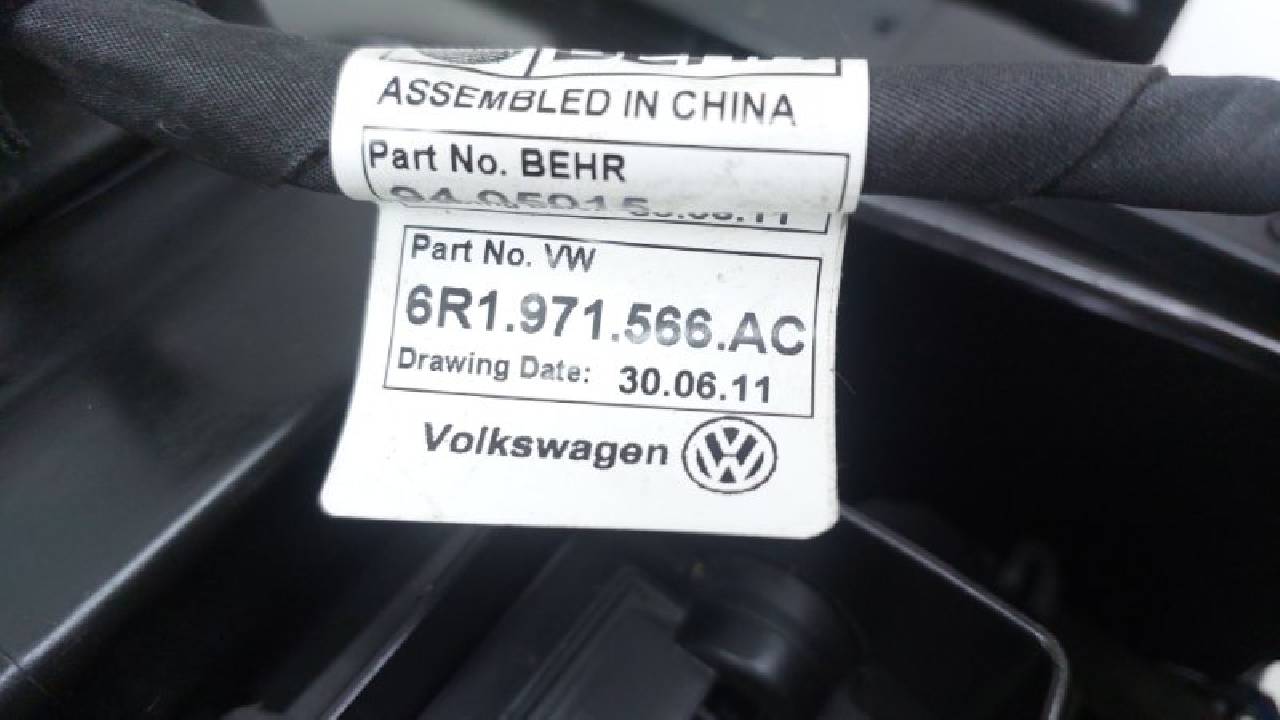 BEHR
ASSEMBLED IN CHINA
Part No. BEHR
Part No. VW
6R1.971.566.AC
Drawing Date: 30.06.11
Volkswagen